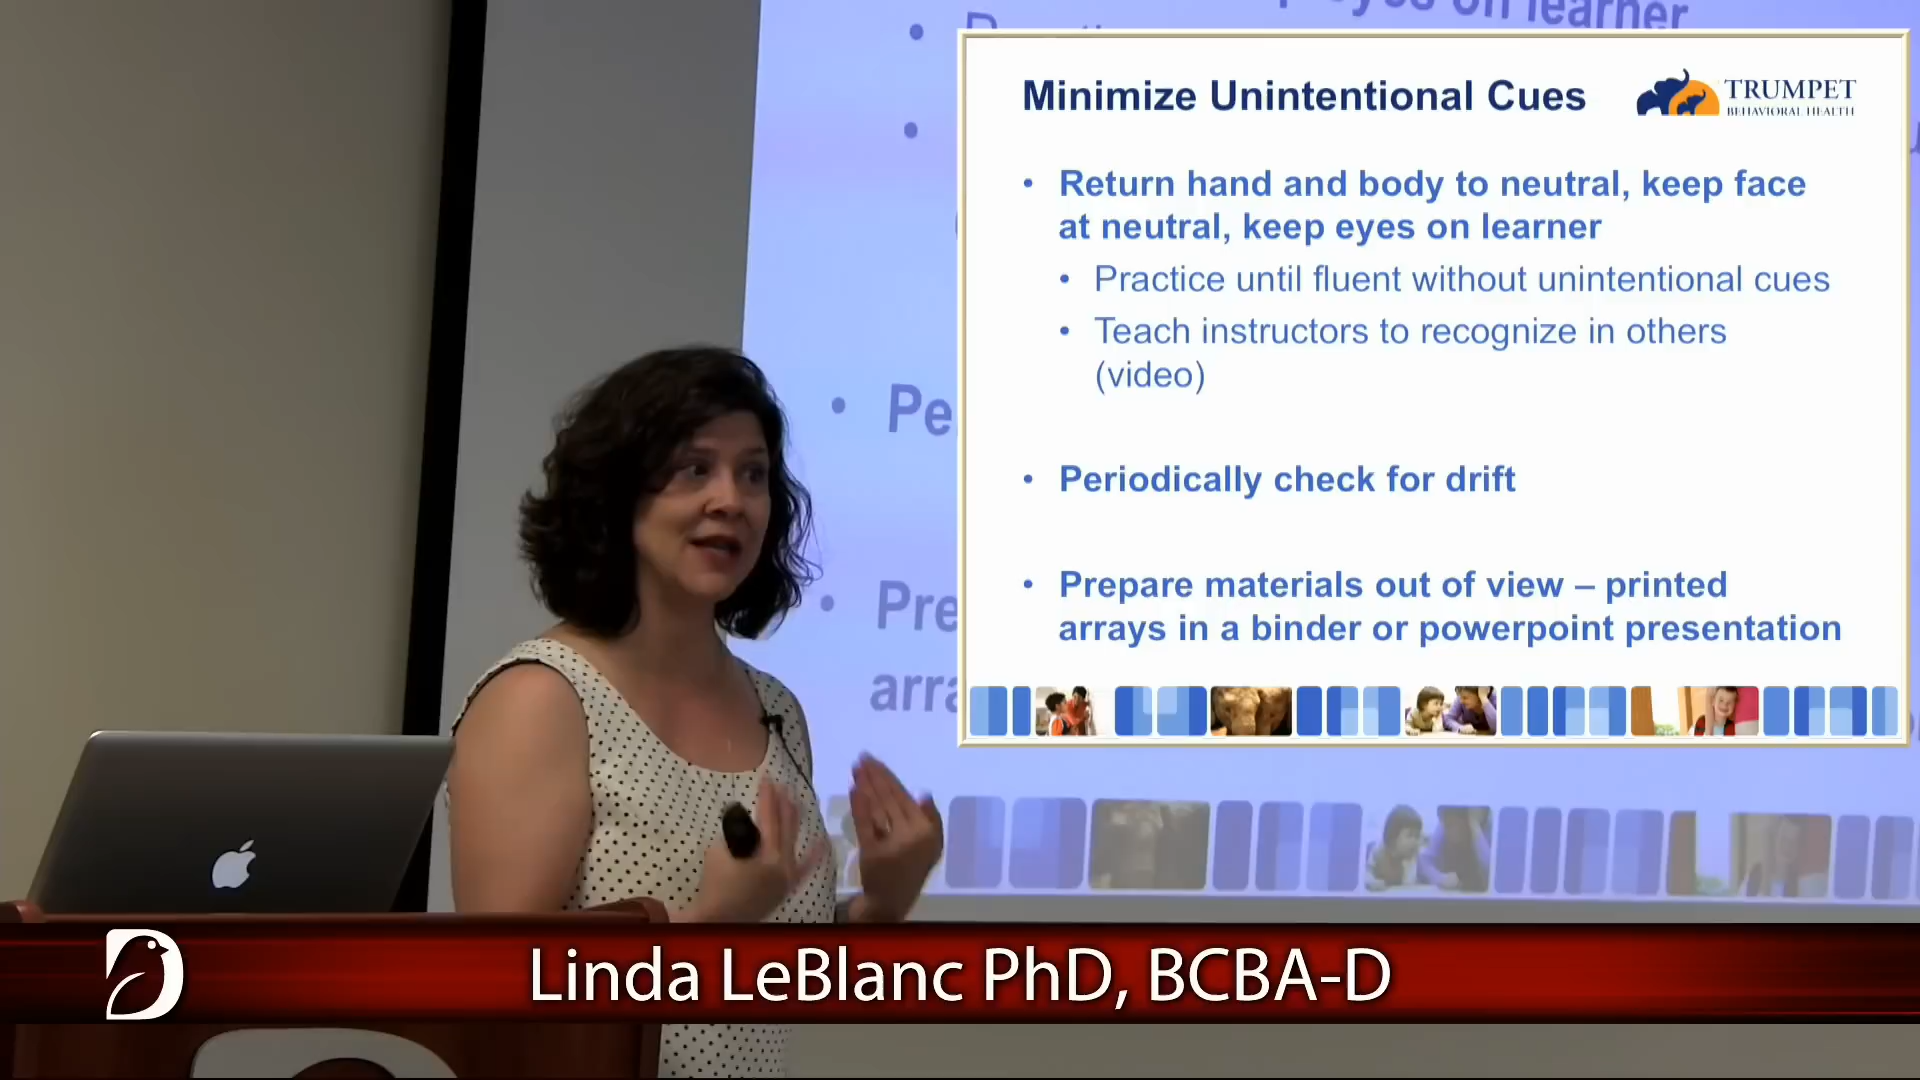 eyes on learner
Minimize Unintentional Cues
TRUMPET
BEHAVIORAL HEALTH
• Return hand and body to neutral, keep face
at neutral, keep eyes on learner
• Practice until fluent without unintentional cues
• Teach instructors to recognize in others
(video)
• Pe
• Periodically check for drift
• Pre
arra
• Prepare materials out of view – printed
arrays in a binder or powerpoint presentation
Linda LeBlanc PhD, BCBA-D